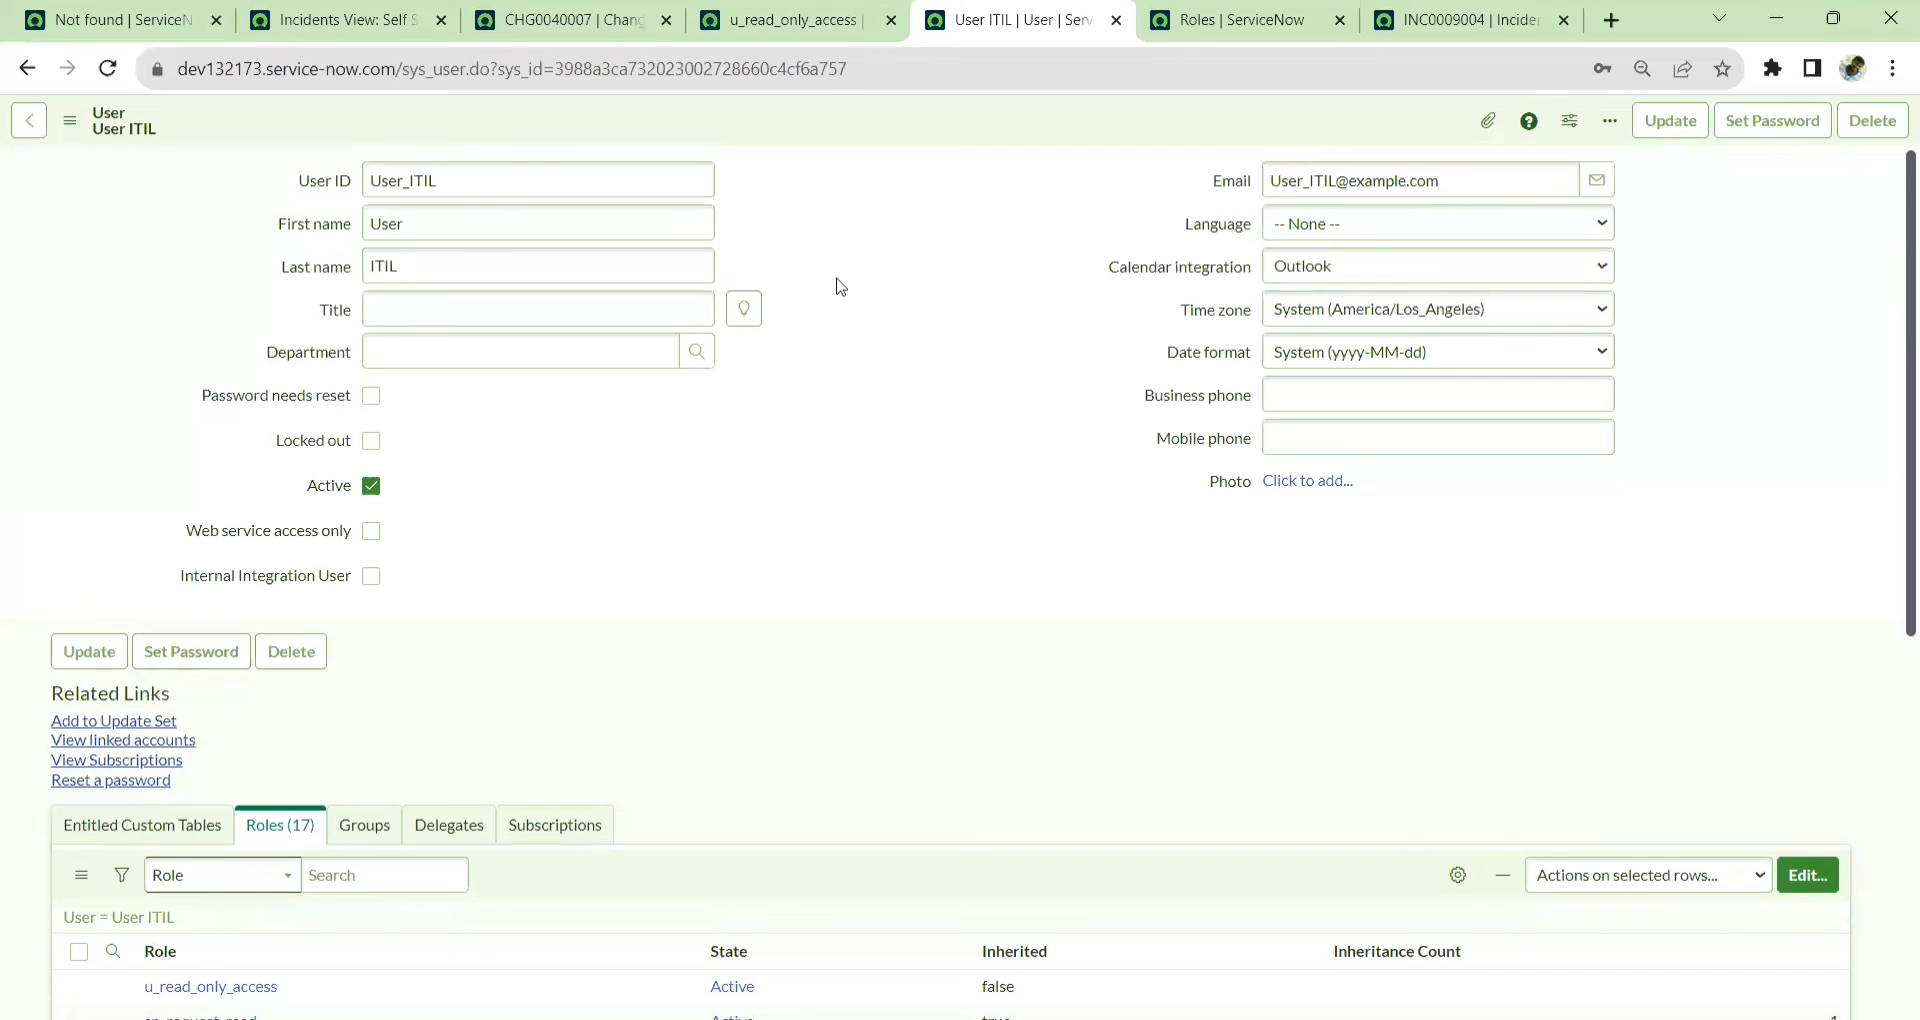 Not found | ServiceN
Incidents View: Self S
CHG0040007 | Chang
u_read_only_access |
User ITIL | User | Serv
Roles | ServiceNow
INC0009004 | Incide
dev132173.service-now.com/sys_user.do?sys_id=3988a3ca732023002728660c4cf6a757
User
User ITIL
Update
Set Password
Delete
User ID User_ITIL
Email User_ITIL@example.com
First name User
Language -- None --
Last name ITIL
Calendar integration Outlook
Title
Time zone System (America/Los_Angeles)
Department
Date format System (yyyy-MM-dd)
Password needs reset
Business phone
Locked out
Mobile phone
Active
Photo Click to add...
Web service access only
Internal Integration User
Update Set Password Delete
Related Links
Add to Update Set
View linked accounts
View Subscriptions
Reset a password
Entitled Custom Tables Roles (17) Groups Delegates Subscriptions
Role Search Actions on selected rows... Edit...
User = User ITIL
Role State Inherited Inheritance Count
u_read_only_access Active false